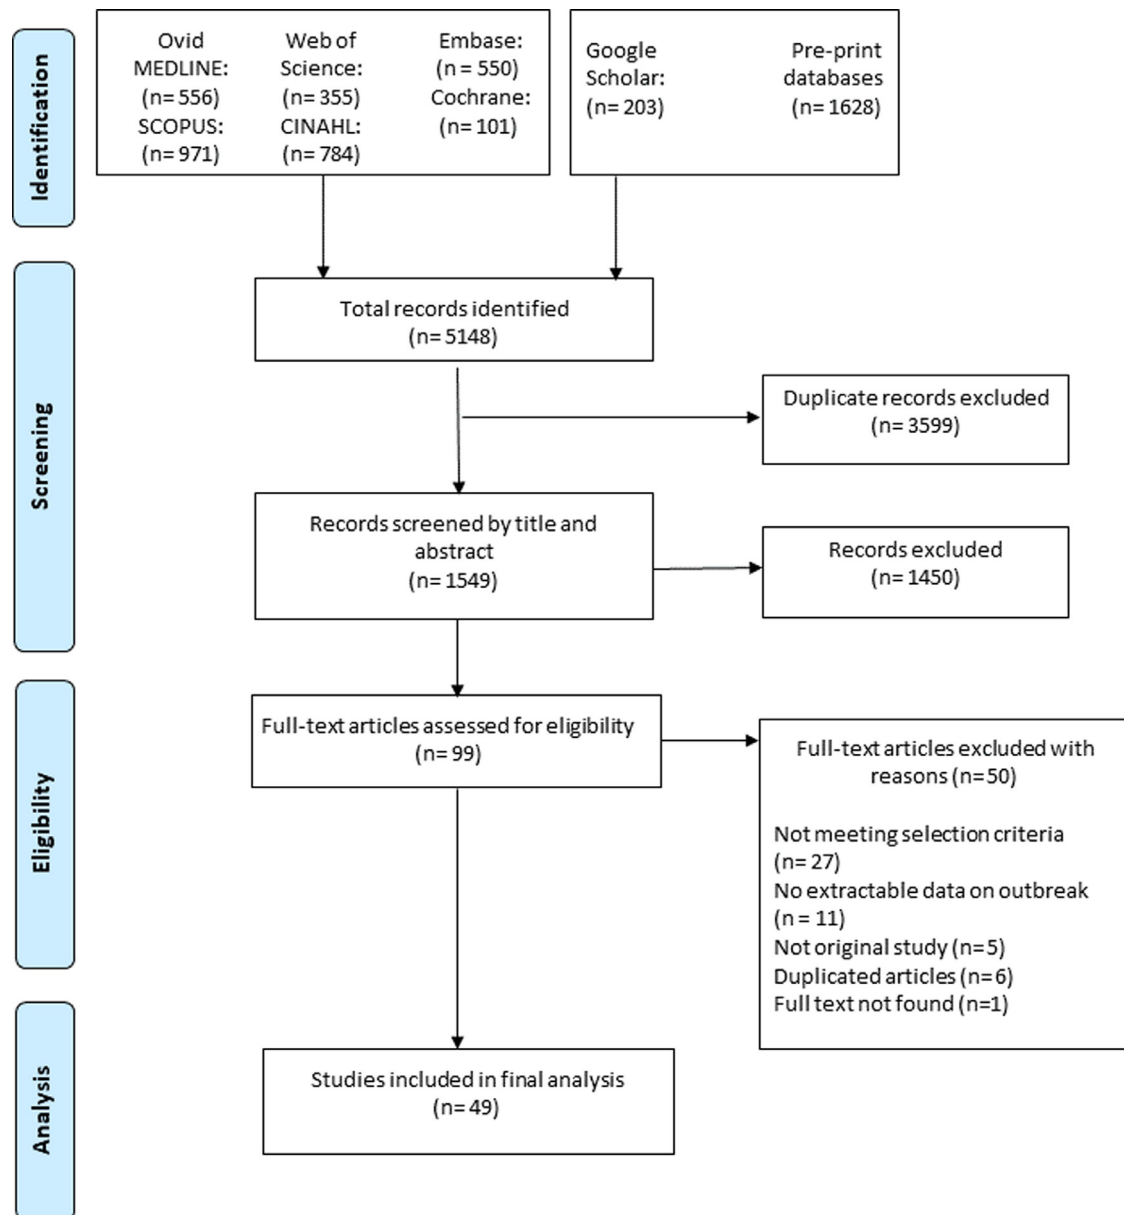 Identification
Ovid
MEDLINE:
(n= 556)
SCOPUS:
(n= 971)
Web of
Science:
(n= 355)
CINAHL:
(n= 784)
Embase:
(n = 550)
Cochrane:
(n= 101)
Google
Scholar:
(n= 203)
Pre-print
databases
(n= 1628)
Screening
Total records identified
(n= 5148)
Duplicate records excluded
(n= 3599)
Records screened by title and
abstract
(n= 1549)
Records excluded
(n= 1450)
Eligibility
Full-text articles assessed for eligibility
(n= 99)
Full-text articles excluded with
reasons (n=50)
Not meeting selection criteria
(n= 27)
No extractable data on outbreak
(n = 11)
Not original study (n=5)
Duplicated articles (n=6)
Full text not found (n=1)
Analysis
Studies included in final analysis
(n= 49)